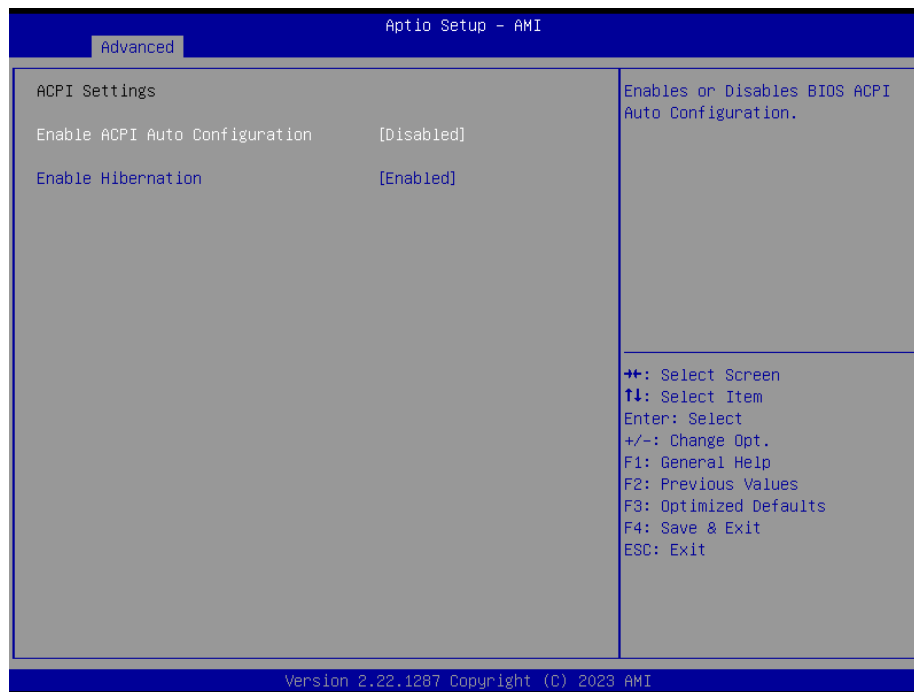 Aptio Setup – AMI
Advanced
ACPI Settings
Enable ACPI Auto Configuration [Disabled]
Enable Hibernation [Enabled]
Enables or Disables BIOS ACPI
Auto Configuration.
→←: Select Screen
↑↓: Select Item
Enter: Select
+/-: Change Opt.
F1: General Help
F2: Previous Values
F3: Optimized Defaults
F4: Save & Exit
ESC: Exit
Version 2.22.1287 Copyright (C) 2023 AMI